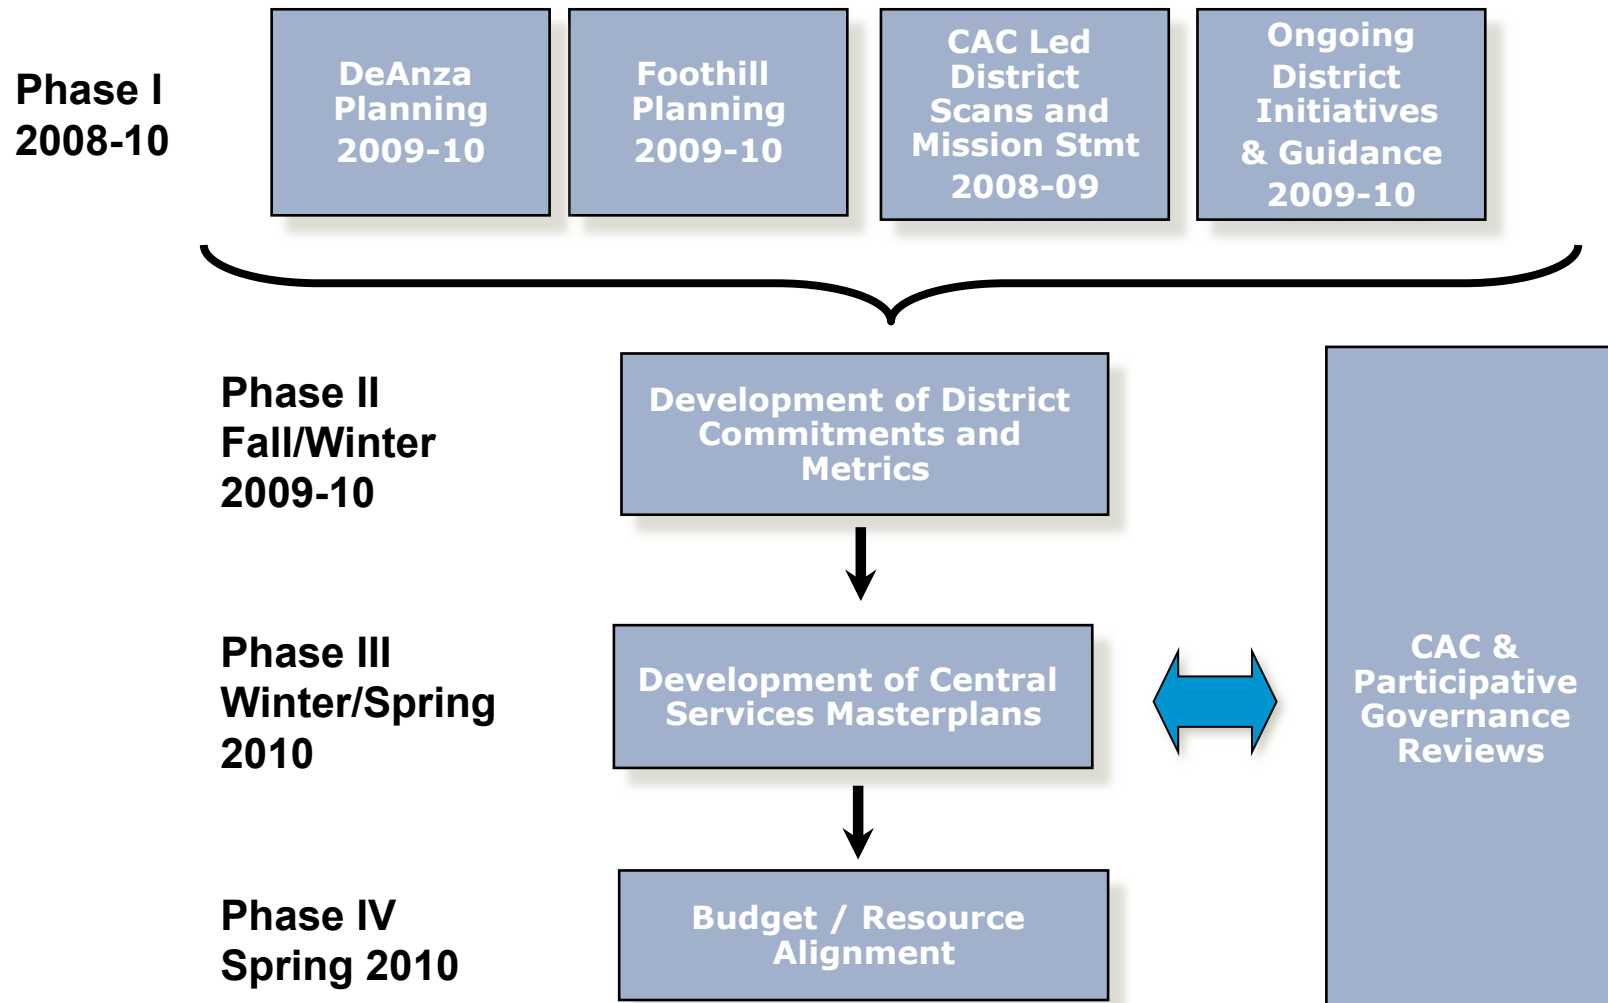 Phase I
2008-10
DeAnza
Planning
2009-10
Foothill
Planning
2009-10
CAC Led
District
Scans and
Mission Stmt
2008-09
Ongoing
District
Initiatives
& Guidance
2009-10
Phase II
Fall/Winter
2009-10
Development of District
Commitments and
Metrics
Phase III
Winter/Spring
2010
Development of Central
Services Masterplans
CAC &
Participative
Governance
Reviews
Phase IV
Spring 2010
Budget / Resource
Alignment